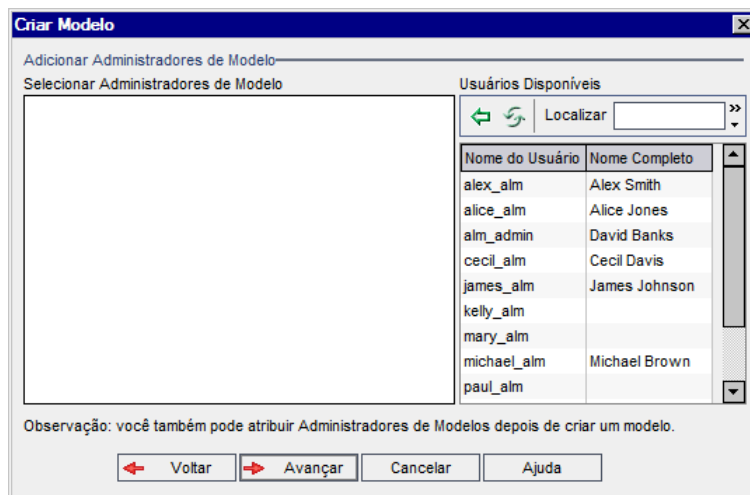 Criar Modelo
Adicionar Administradores de Modelo
Selecionar Administradores de Modelo
Usuários Disponíveis
Localizar
Nome do Usuário Nome Completo
alex_alm Alex Smith
alice_alm Alice Jones
alm_admin David Banks
cecil_alm Cecil Davis
james_alm James Johnson
kelly_alm
mary_alm
michael_alm Michael Brown
paul_alm
Observação: você também pode atribuir Administradores de Modelos depois de criar um modelo.
Voltar Avançar Cancelar Ajuda